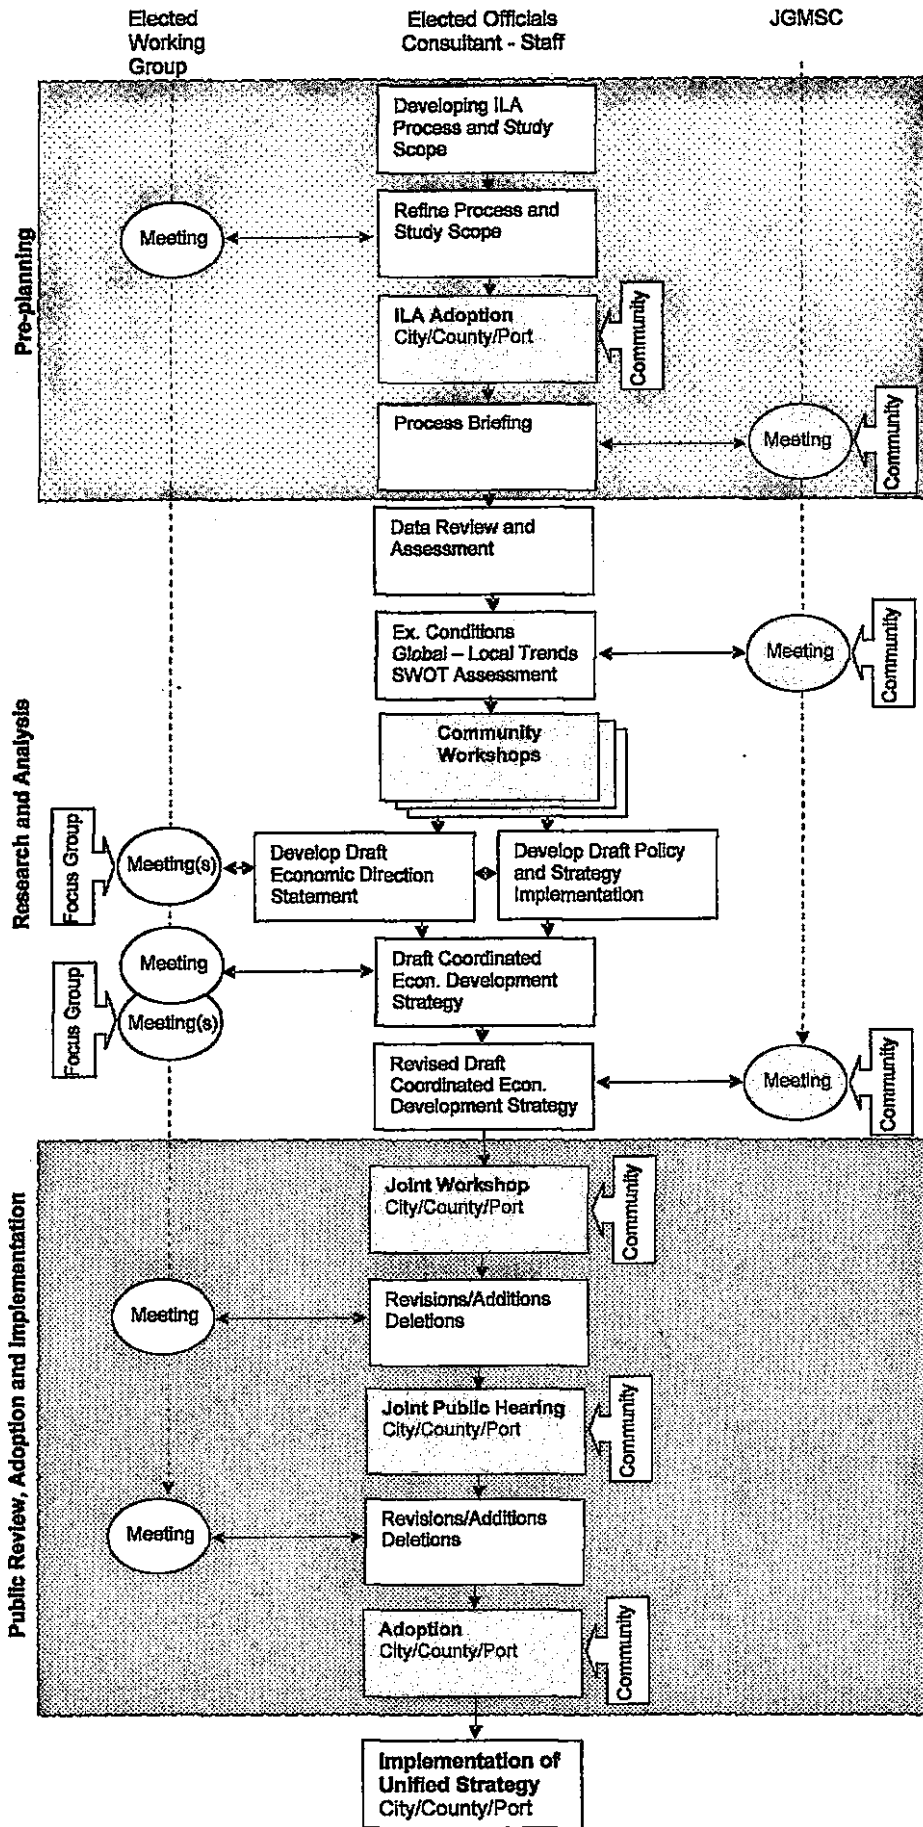 Elected
Working
Group
Elected Officials
Consultant - Staff
JGMSC
Pre-planning
Developing ILA
Process and Study
Scope
Meeting
Refine Process and
Study Scope
ILA Adoption
City/County/Port
Community
Process Briefing
Meeting
Community
Research and Analysis
Data Review and
Assessment
Ex. Conditions
Global – Local Trends
SWOT Assessment
Meeting
Community
Community
Workshops
Focus Group
Meeting(s)
Develop Draft
Economic Direction
Statement
Develop Draft Policy
and Strategy
Implementation
Focus Group
Meeting
Meeting(s)
Draft Coordinated
Econ. Development
Strategy
Revised Draft
Coordinated Econ.
Development Strategy
Meeting
Community
Public Review, Adoption and Implementation
Joint Workshop
City/County/Port
Community
Meeting
Revisions/Additions
Deletions
Joint Public Hearing
City/County/Port
Community
Meeting
Revisions/Additions
Deletions
Adoption
City/County/Port
Community
Implementation of
Unified Strategy
City/County/Port